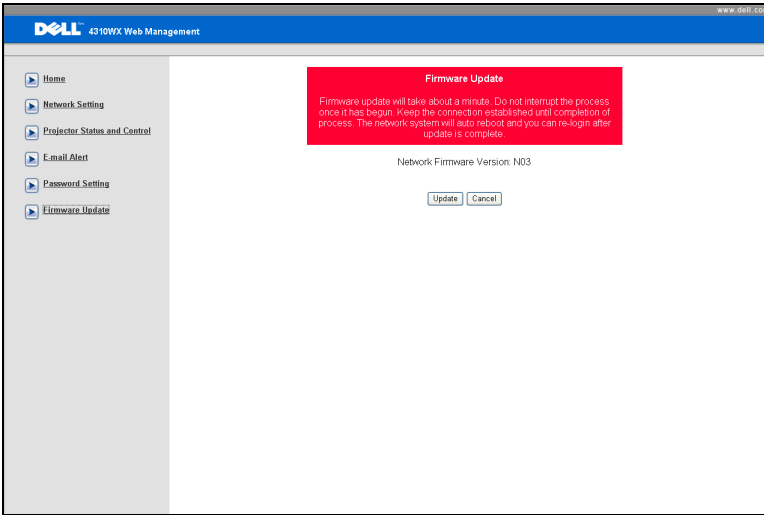 www.dell.co
DELL™ 4310WX Web Management
Home
Network Setting
Projector Status and Control
E-mail Alert
Password Setting
Firmware Update
Firmware Update
Firmware update will take about a minute. Do not interrupt the process
once it has begun. Keep the connection established until completion of
process. The network system will auto reboot and you can re-login after
update is complete.
Network Firmware Version: N03
Update Cancel